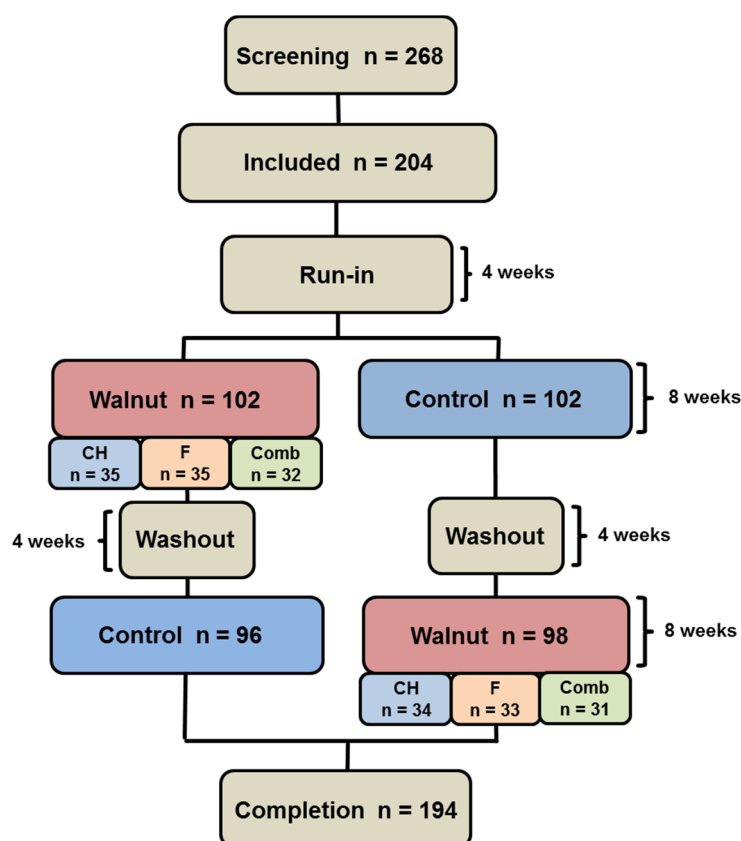 Screening n = 268
Included n = 204
Run-in
4 weeks
Walnut n = 102
CH
n = 35
F
n = 35
Comb
n = 32
Control n = 102
8 weeks
4 weeks
Washout
Washout
4 weeks
Control n = 96
Walnut n = 98
8 weeks
CH
n = 34
F
n = 33
Comb
n = 31
Completion n = 194